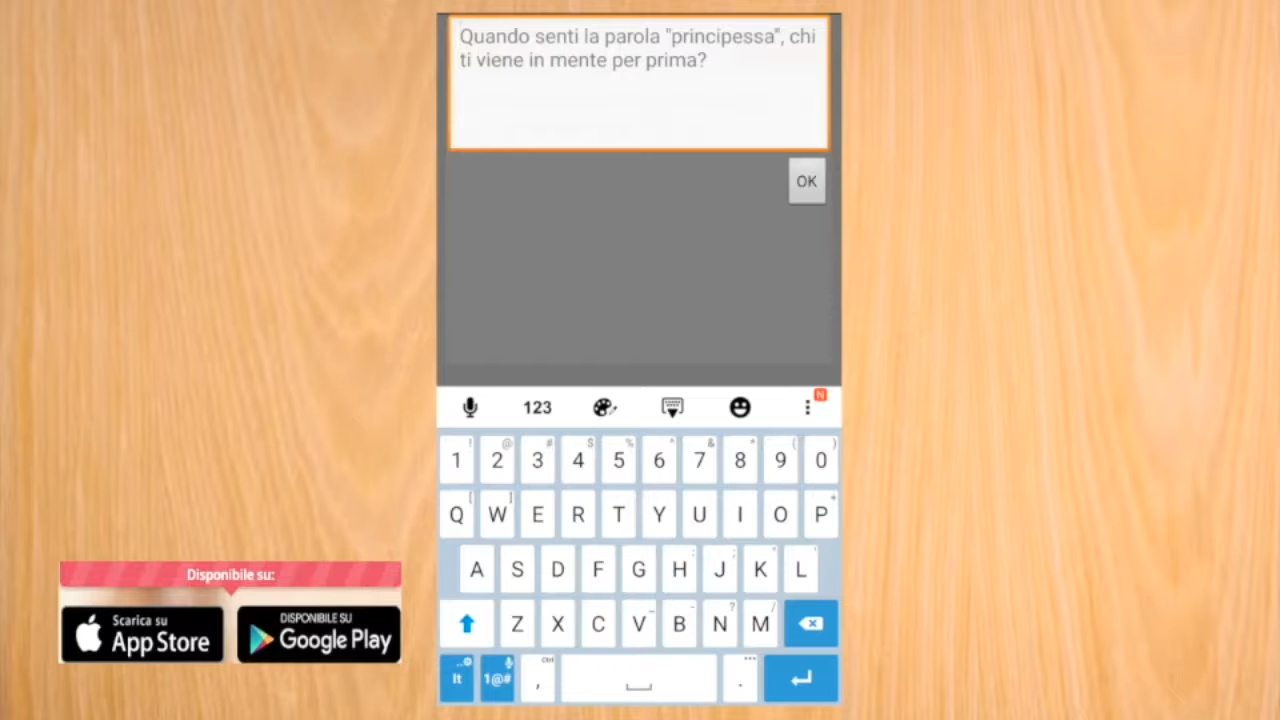 Quando senti la parola "principessa", chi
ti viene in mente per prima?
OK
123
N
! @ # $ % ^ & * ( )
1 2 3 4 5 6 7 8 9 0
[ ] +
Q W E R T Y U I O P
: ; " '
A S D F G H J K L
_ - ? /
Z X C V B N M
Ctrl
It 1@# , .
Disponibile su:
Scarica su
App Store
DISPONIBILE SU
Google Play